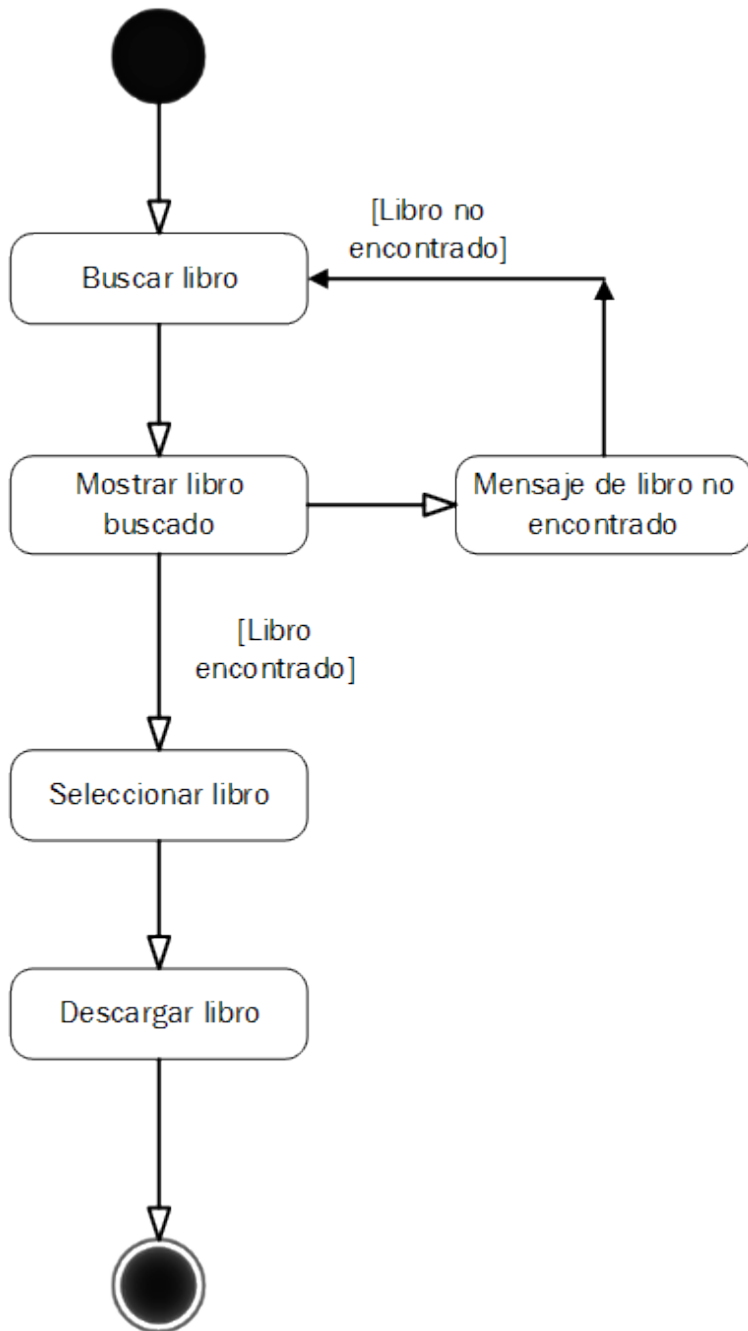 [Libro no
encontrado]
Buscar libro
Mostrar libro
buscado
Mensaje de libro no
encontrado
[Libro
encontrado]
Seleccionar libro
Descargar libro